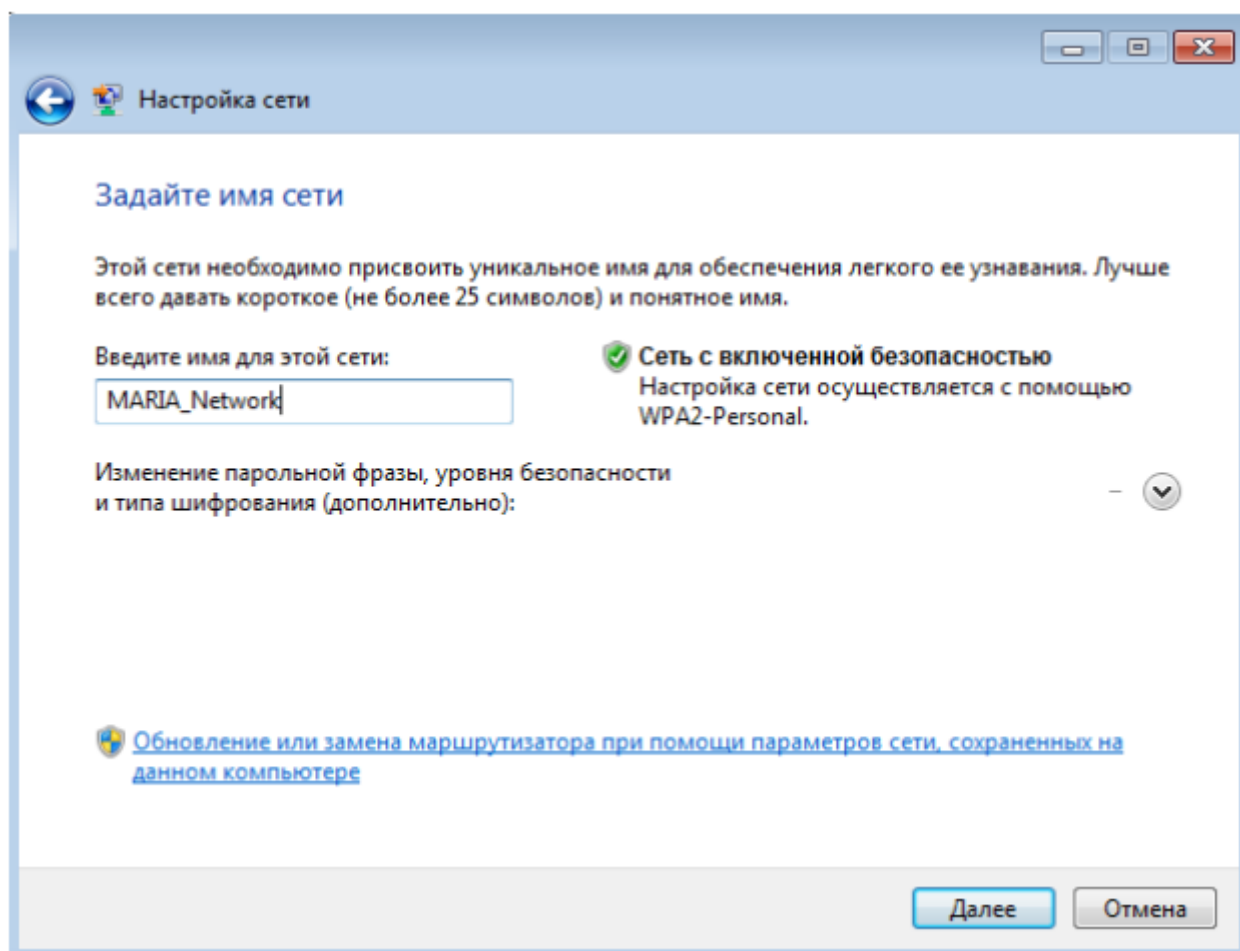 Настройка сети
Задайте имя сети
Этой сети необходимо присвоить уникальное имя для обеспечения легкого ее узнавания. Лучше
всего давать короткое (не более 25 символов) и понятное имя.
Введите имя для этой сети:
MARIA_Network
Сеть с включенной безопасностью
Настройка сети осуществляется с помощью
WPA2-Personal.
Изменение парольной фразы, уровня безопасности
и типа шифрования (дополнительно):
Обновление или замена маршрутизатора при помощи параметров сети, сохраненных на
данном компьютере
Далее
Отмена